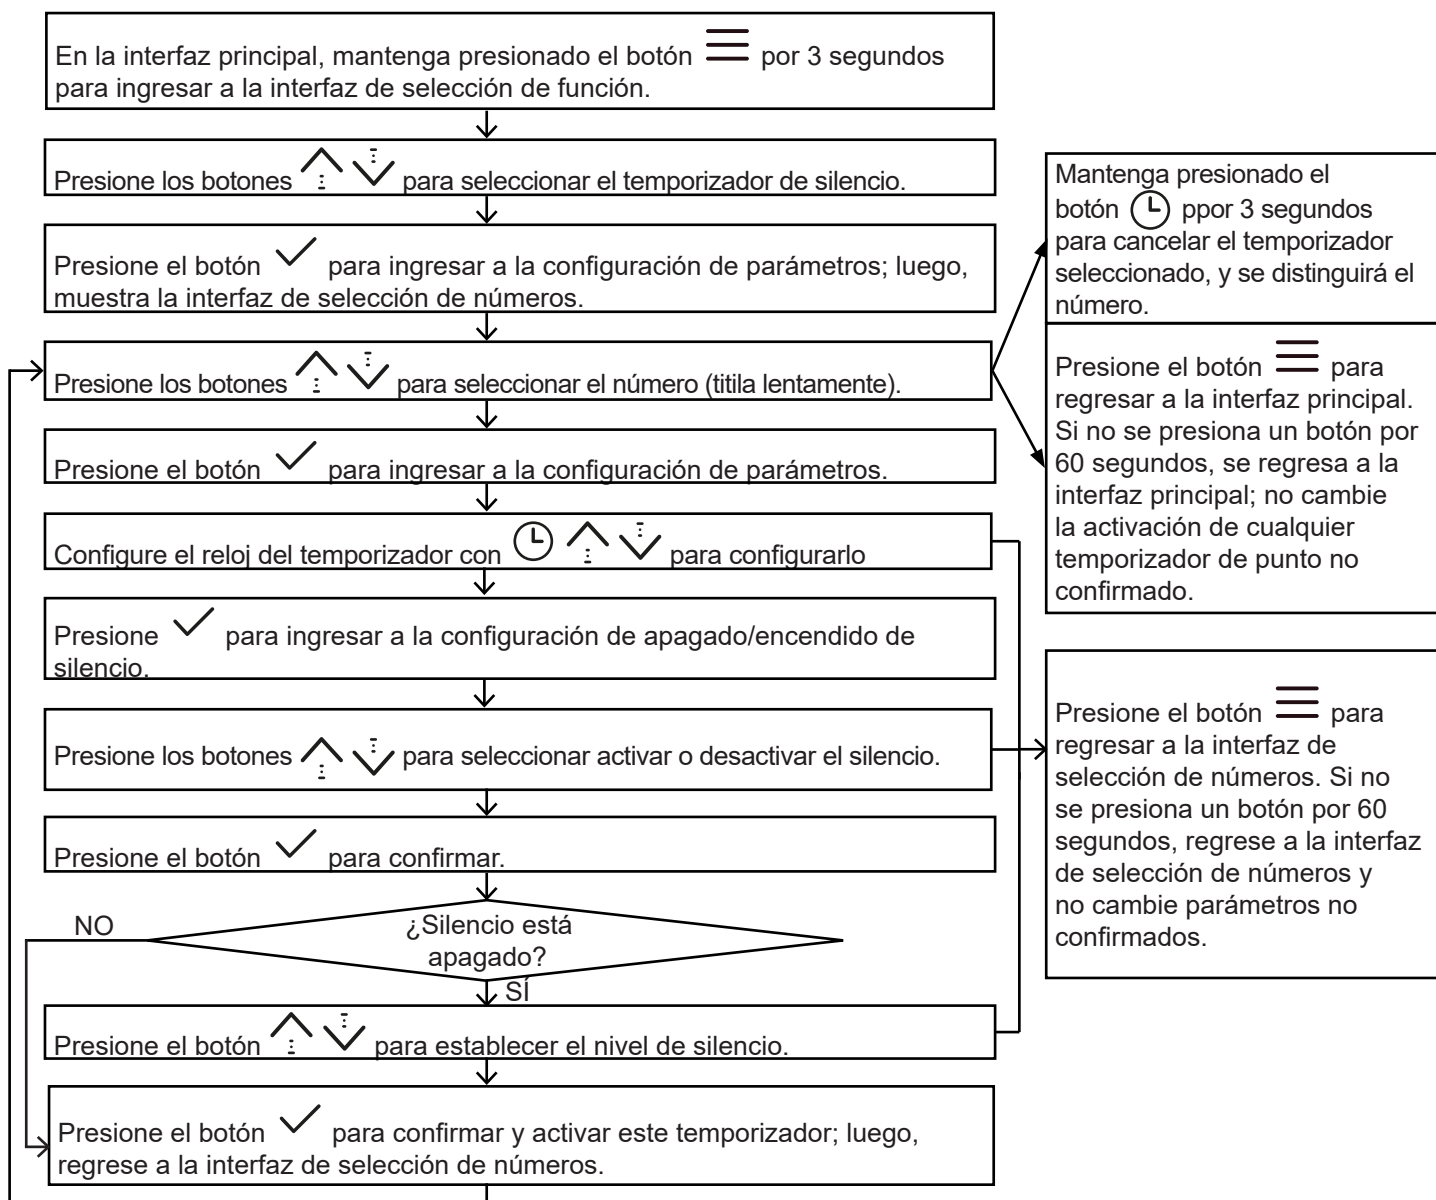 En la interfaz principal, mantenga presionado el botón por 3 segundos
para ingresar a la interfaz de selección de función.
Presione los botones para seleccionar el temporizador de silencio.
Presione el botón para ingresar a la configuración de parámetros; luego,
muestra la interfaz de selección de números.
Presione los botones para seleccionar el número (titila lentamente).
Presione el botón para ingresar a la configuración de parámetros.
Configure el reloj del temporizador con para configurarlo
Presione para ingresar a la configuración de apagado/encendido de
silencio.
Presione los botones para seleccionar activar o desactivar el silencio.
Presione el botón para confirmar.
NO
¿Silencio está
apagado?
SÍ
Presione el botón para establecer el nivel de silencio.
Presione el botón para confirmar y activar este temporizador; luego,
regrese a la interfaz de selección de números.
Mantenga presionado el
botón ppor 3 segundos
para cancelar el temporizador
seleccionado, y se distinguirá el
número.
Presione el botón para
regresar a la interfaz principal.
Si no se presiona un botón por
60 segundos, se regresa a la
interfaz principal; no cambie
la activación de cualquier
temporizador de punto no
confirmado.
Presione el botón para
regresar a la interfaz de
selección de números. Si no
se presiona un botón por 60
segundos, regrese a la interfaz
de selección de números y
no cambie parámetros no
confirmados.